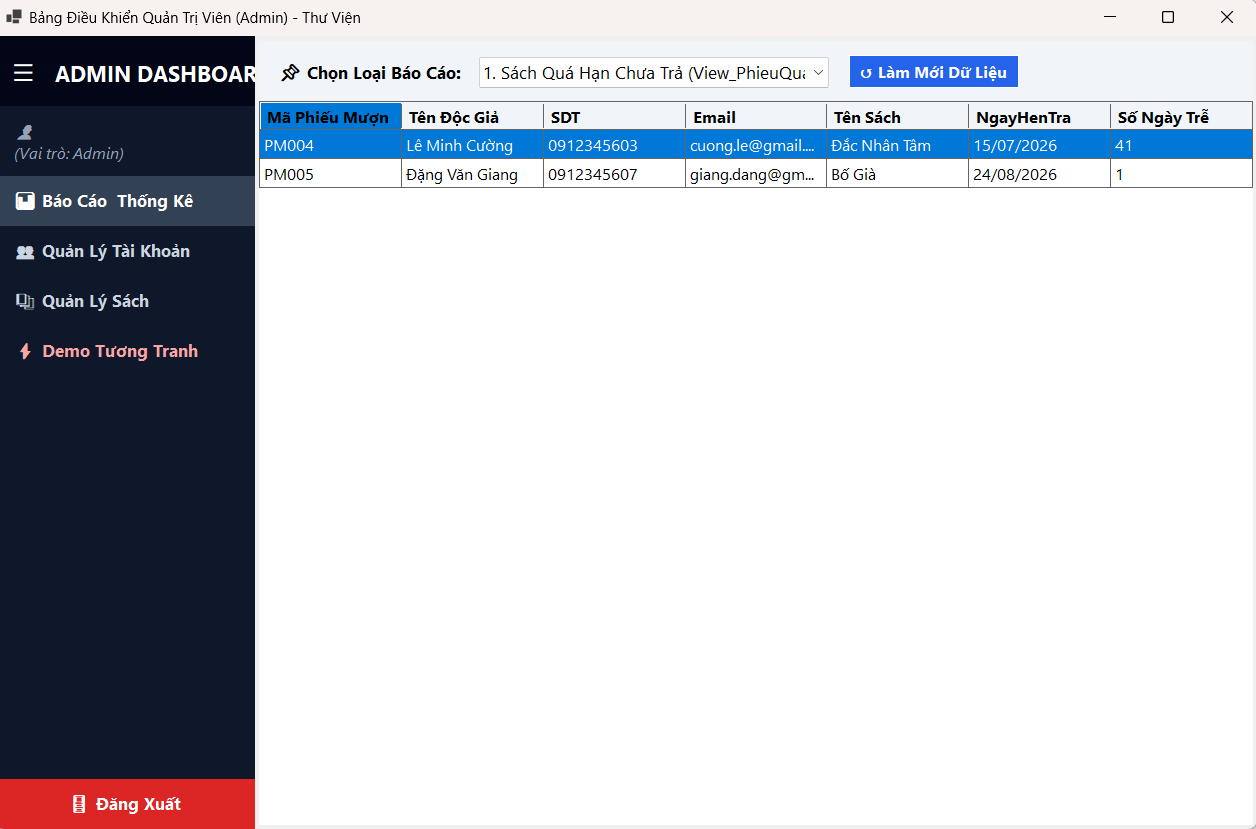 Bảng Điều Khiển Quản Trị Viên (Admin) - Thư Viện
ADMIN DASHBOAR
(Vai trò: Admin)
Báo Cáo  Thống Kê
Quản Lý Tài Khoản
Quản Lý Sách
Demo Tương Tranh
Đăng Xuất
Chọn Loại Báo Cáo: 1. Sách Quá Hạn Chưa Trả (View_PhieuQua Làm Mới Dữ Liệu
Mã Phiếu Mượn Tên Độc Giả SDT Email Tên Sách NgayHenTra Số Ngày Trễ
PM004 Lê Minh Cường 0912345603 cuong.le@gmail.... Đắc Nhân Tâm 15/07/2026 41
PM005 Đặng Văn Giang 0912345607 giang.dang@gm... Bố Già 24/08/2026 1